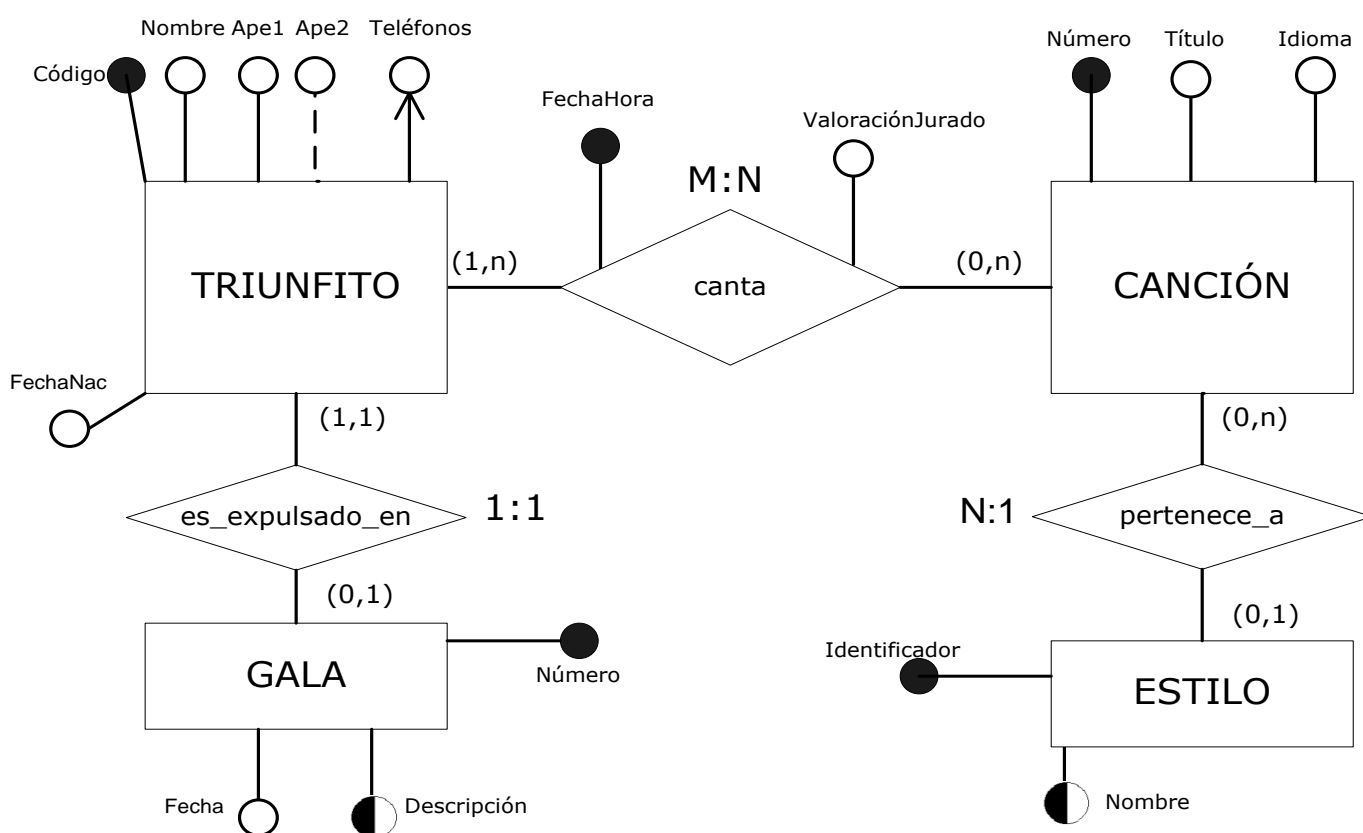 Nombre Ape1 Ape2 Teléfonos
Código
Número Título Idioma
FechaHora
ValoraciónJurado
M:N
TRIUNFITO
(1,n)
canta
(0,n)
CANCIÓN
FechaNac
(1,1)
(0,n)
es_expulsado_en
1:1
N:1
pertenece_a
(0,1)
(0,1)
GALA
Número
Identificador
ESTILO
Fecha
Descripción
Nombre